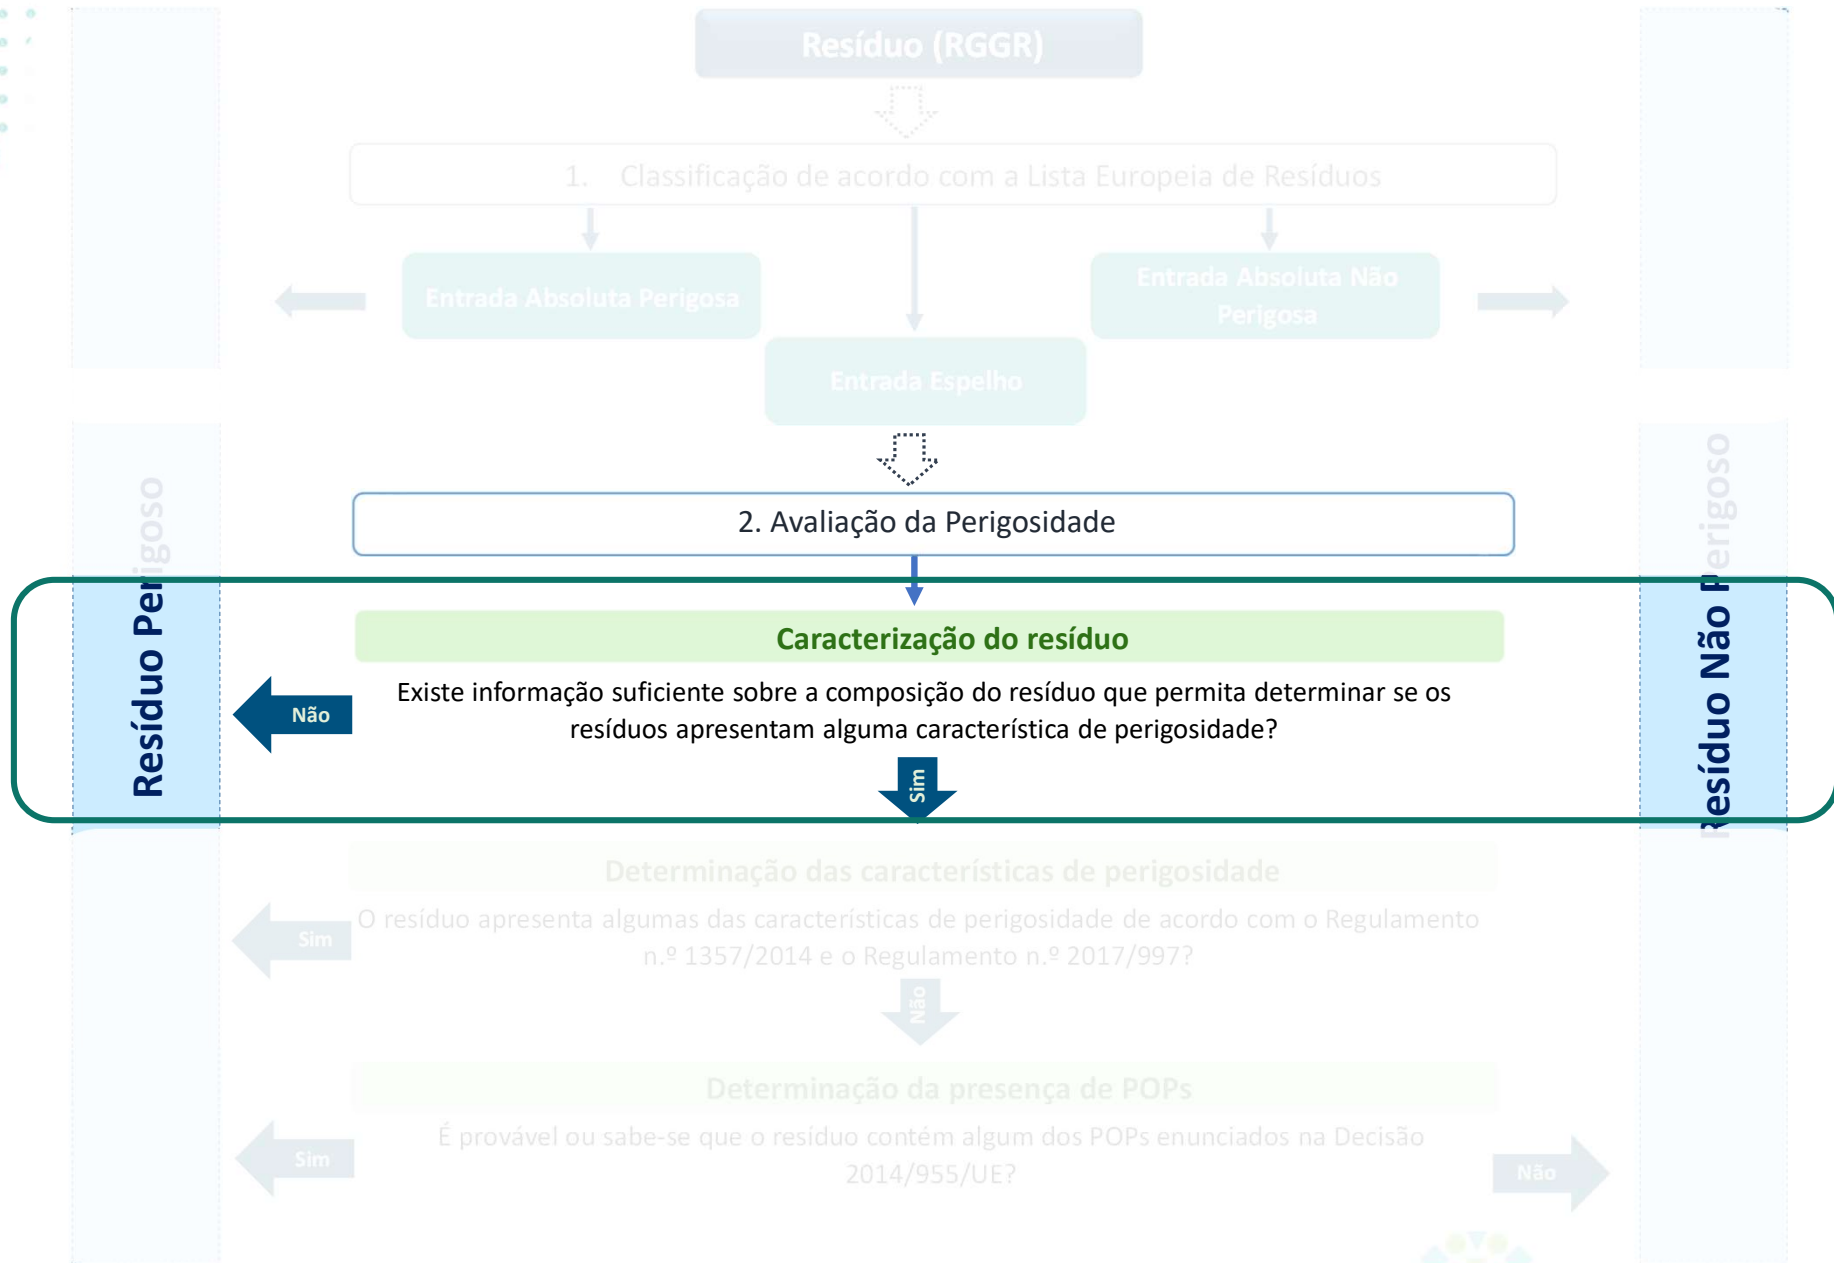 Resíduo (RGGR)
1. Classificação de acordo com a Lista Europeia de Resíduos
Entrada Absoluta Perigosa
Entrada Absoluta Não
Perigosa
Entrada Espelho
2. Avaliação da Perigosidade
Resíduo Perigoso
Resíduo Não Perigoso
Caracterização do resíduo
Não
Existe informação suficiente sobre a composição do resíduo que permita determinar se os
resíduos apresentam alguma característica de perigosidade?
Sim
Determinação das características de perigosidade
Sim
O resíduo apresenta algumas das características de perigosidade de acordo com o Regulamento
n.º 1357/2014 e o Regulamento n.º 2017/997?
Não
Determinação da presença de POPs
Sim
É provável ou sabe-se que o resíduo contém algum dos POPs enunciados na Decisão
2014/955/UE?
Não